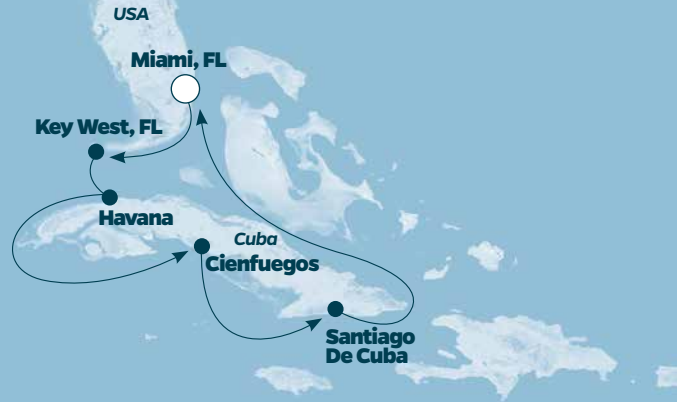 USA
Miami, FL
Key West, FL
Havana
Cuba
Cienfuegos
Santiago
De Cuba